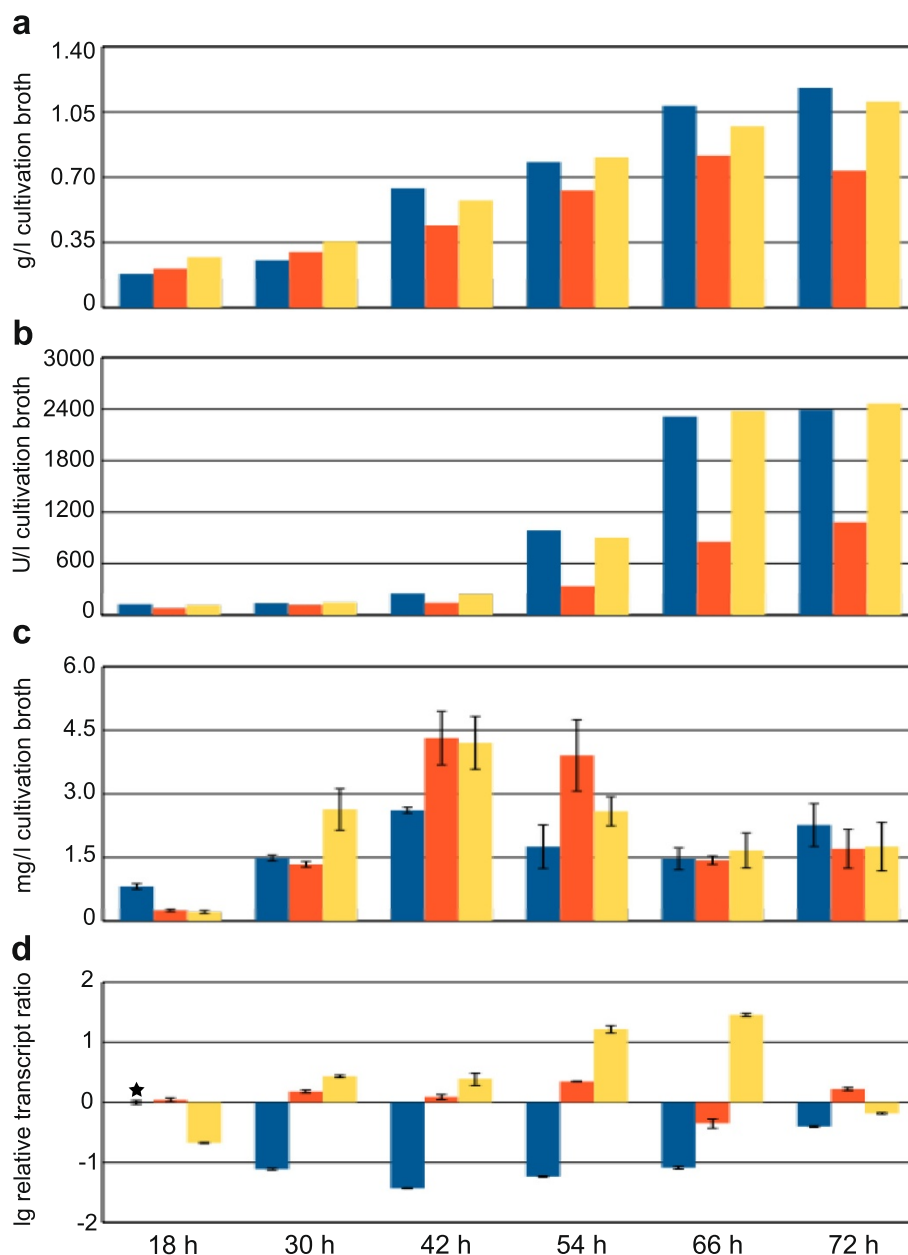 a
1.40
1.05
0.70
0.35
0
g/l cultivation broth
b
3000
2400
1800
1200
600
0
U/l cultivation broth
c
6.0
4.5
3.0
1.5
0
mg/l cultivation broth
d
2
1
0
-1
-2
lg relative transcript ratio
18 h 30 h 42 h 54 h 66 h 72 h